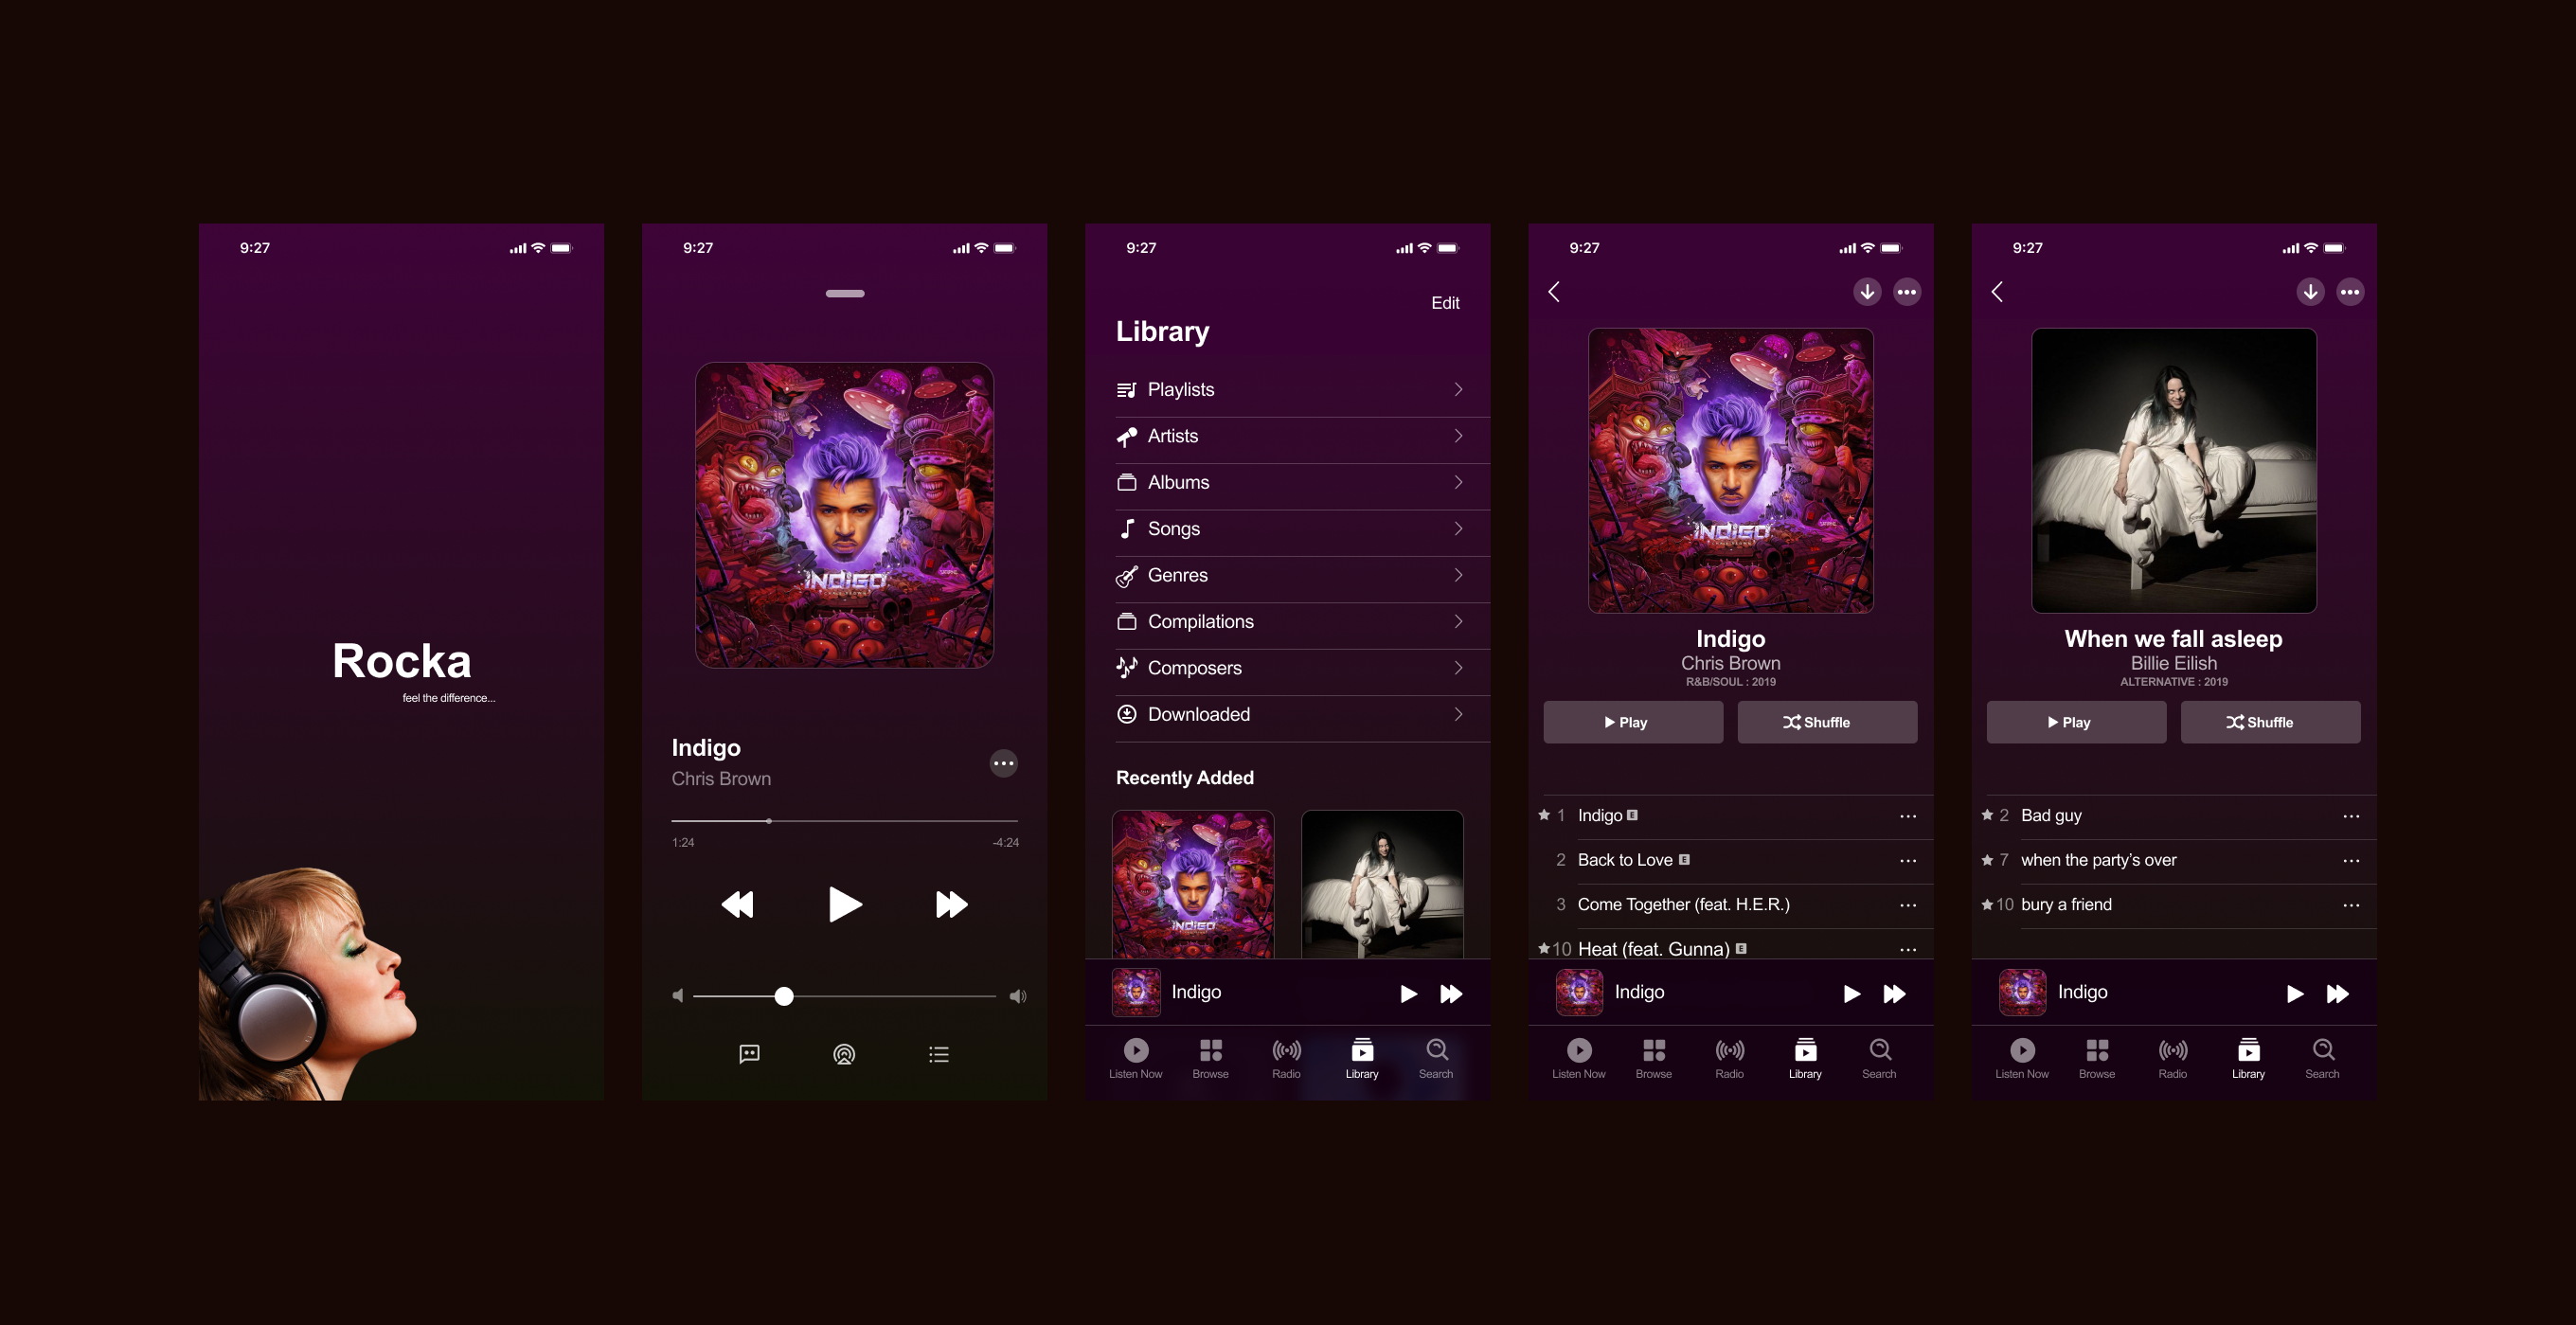 9:27
Rocka
feel the difference...
9:27
INDIGO
Indigo
Chris Brown
1:24
-4:24
9:27
Edit
Library
Playlists
Artists
Albums
Songs
Genres
Compilations
Composers
Downloaded
Recently Added
INDIGO
Indigo
Listen Now
Browse
Radio
Library
Search
9:27
INDIGO
Indigo
Chris Brown
R&B/SOUL : 2019
Play
Shuffle
1 Indigo E
2 Back to Love E
3 Come Together (feat. H.E.R.)
10 Heat (feat. Gunna) E
Indigo
Listen Now
Browse
Radio
Library
Search
9:27
When we fall asleep
Billie Eilish
ALTERNATIVE : 2019
Play
Shuffle
2 Bad guy
7 when the party's over
10 bury a friend
Indigo
Listen Now
Browse
Radio
Library
Search